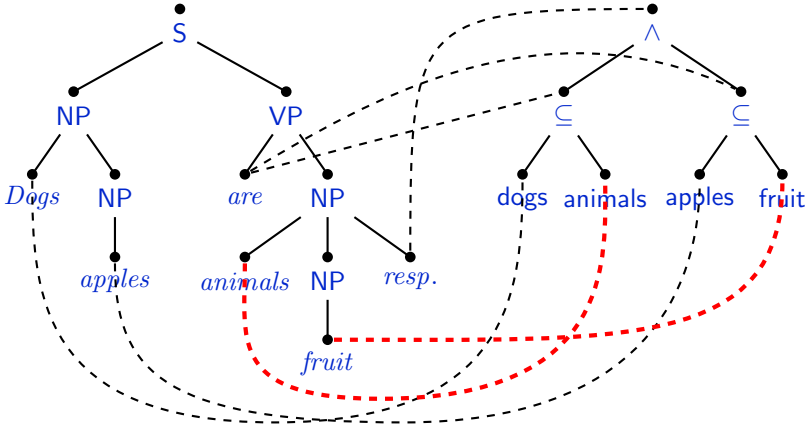 S ∧
NP VP ⊆ ⊆
Dogs NP are NP dogs animals apples fruit
apples animals NP resp.
fruit